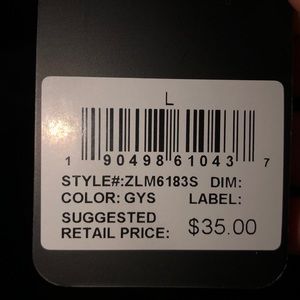 L
1 90498 61043 7
STYLE#:ZLM6183S DIM:
COLOR: GYS LABEL:
SUGGESTED
RETAIL PRICE: $35.00